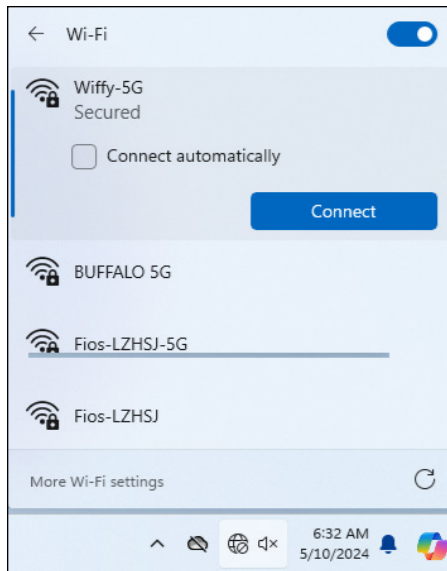 Wi-Fi
Wiffy-5G
Secured
Connect automatically
Connect
BUFFALO 5G
Fios-LZHSJ-5G
Fios-LZHSJ
More Wi-Fi settings
6:32 AM
5/10/2024